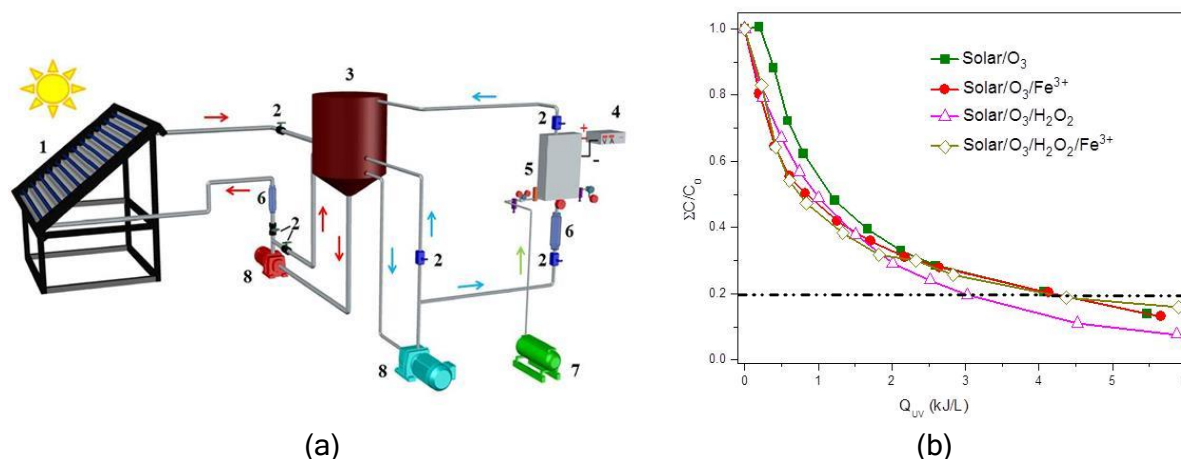 1
2
3
4
+
VA
-
5
2
6
6
2
2
2
8
8
7
(a)
ΣC/C₀
1.0
0.8
0.6
0.4
0.2
0.0
Solar/O₃
Solar/O₃/Fe³⁺
Solar/O₃/H₂O₂
Solar/O₃/H₂O₂/Fe³⁺
0 1 2 3 4 5
Q_UV (kJ/L)
(b)